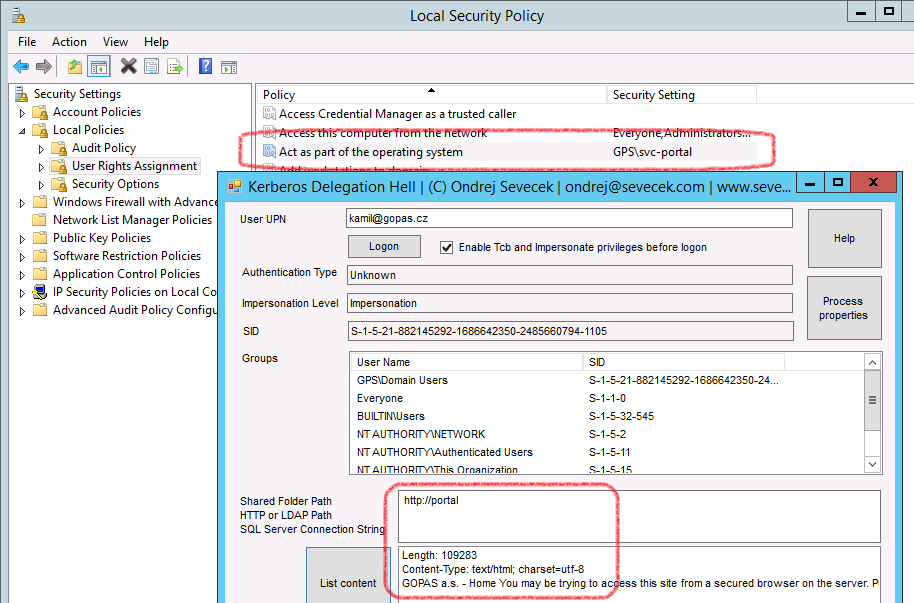 Local Security Policy
File Action View Help
Security Settings
Account Policies
Local Policies
Audit Policy
User Rights Assignment
Security Options
Windows Firewall with Advance
Network List Manager Policies
Public Key Policies
Software Restriction Policies
Application Control Policies
IP Security Policies on Local Co
Advanced Audit Policy Configu
Policy Security Setting
Access Credential Manager as a trusted caller
Access this computer from the network Everyone,Administrators...
Act as part of the operating system GPS\svc-portal
Add workstations to domain
Kerberos Delegation Hell | (C) Ondrej Sevecek | ondrej@sevecek.com | www.seve...
User UPN kamil@gopas.cz
Logon Enable Tcb and Impersonate privileges before logon
Help
Authentication Type Unknown
Impersonation Level Impersonation
Process properties
SID S-1-5-21-882145292-1686642350-2485660794-1105
Groups
User Name SID
GPS\Domain Users S-1-5-21-882145292-1686642350-24...
Everyone S-1-1-0
BUILTIN\Users S-1-5-32-545
NT AUTHORITY\NETWORK S-1-5-2
NT AUTHORITY\Authenticated Users S-1-5-11
NT AUTHORITY\This Organization S-1-5-15
Shared Folder Path
HTTP or LDAP Path
SQL Server Connection String
http://portal
List content
Length: 109283
Content-Type: text/html; charset=utf-8
GOPAS a.s. - Home You may be trying to access this site from a secured browser on the server. P